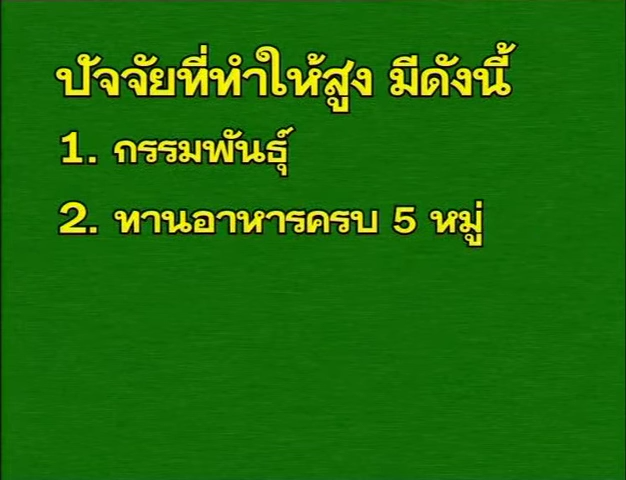 ปัจจัยที่ทำให้สูง มีดังนี้
1. กรรมพันธุ์
2. ทานอาหารครบ 5 หมู่